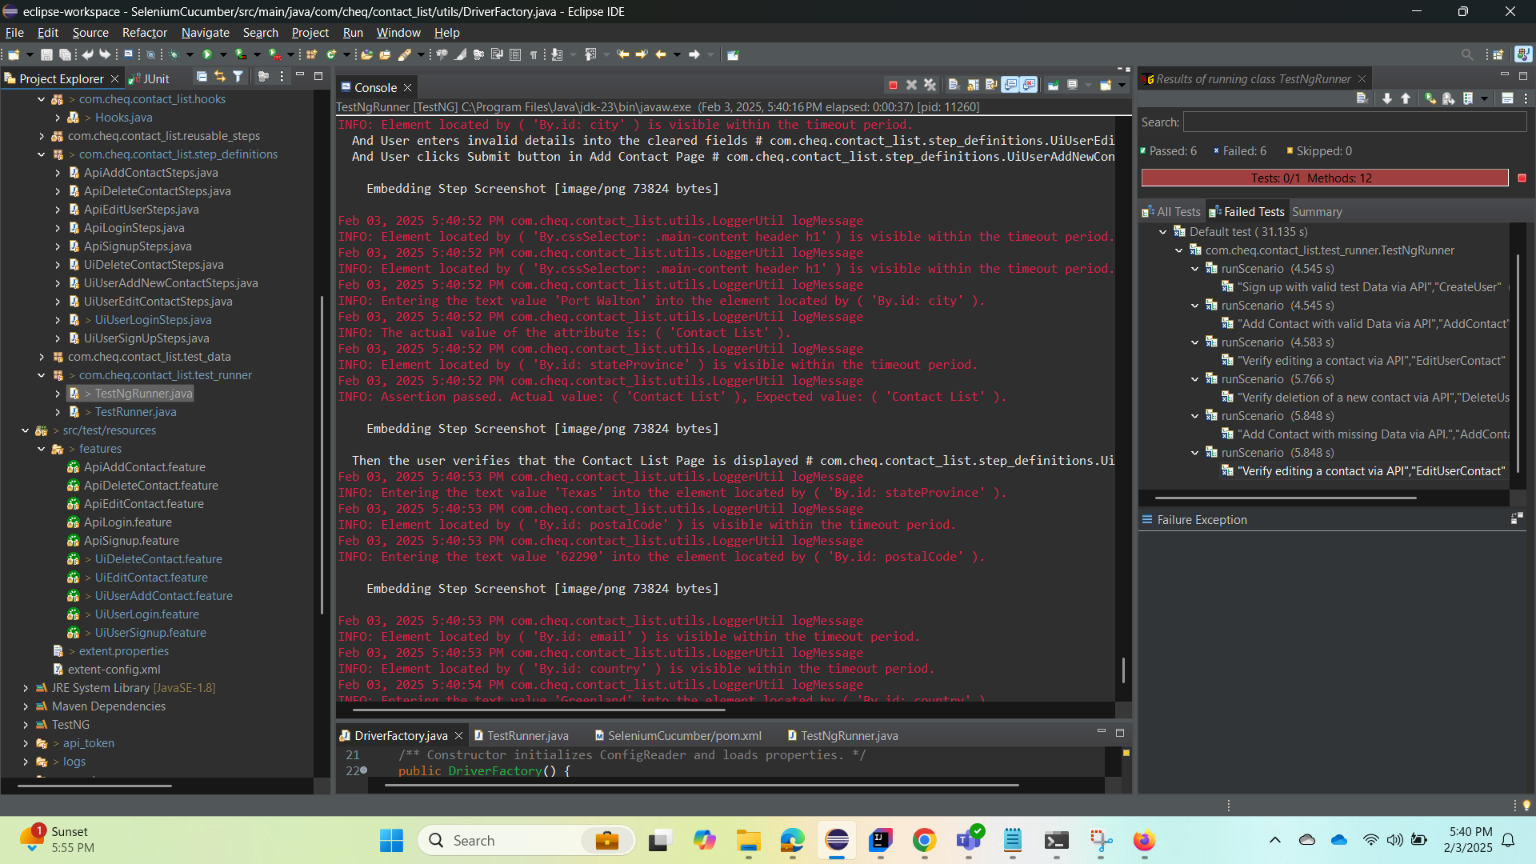 eclipse-workspace - SeleniumCucumber/src/main/java/com/cheq/contact_list/utils/DriverFactory.java - Eclipse IDE
File Edit Source Refactor Navigate Search Project Run Window Help
Project Explorer JUnit
com.cheq.contact_list.hooks
> Hooks.java
com.cheq.contact_list.reusable_steps
> com.cheq.contact_list.step_definitions
ApiAddContactSteps.java
ApiDeleteContactSteps.java
ApiEditUserSteps.java
ApiLoginSteps.java
ApiSignupSteps.java
UiDeleteContactSteps.java
UiUserAddNewContactSteps.java
UiUserEditContactSteps.java
> UiUserLoginSteps.java
UiUserSignUpSteps.java
com.cheq.contact_list.test_data
> com.cheq.contact_list.test_runner
> TestNgRunner.java
> TestRunner.java
> src/test/resources
> features
ApiAddContact.feature
ApiDeleteContact.feature
ApiEditContact.feature
ApiLogin.feature
ApiSignup.feature
> UiDeleteContact.feature
> UiEditContact.feature
> UiUserAddContact.feature
> UiUserLogin.feature
> UiUserSignup.feature
> extent.properties
extent-config.xml
JRE System Library [JavaSE-1.8]
Maven Dependencies
TestNG
> api_token
> logs
Console
TestNgRunner [TestNG] C:\Program Files\Java\jdk-23\bin\javaw.exe (Feb 3, 2025, 5:40:16 PM elapsed: 0:00:37) [pid: 11260]
INFO: Element located by ( 'By.id: city' ) is visible within the timeout period.
And User enters invalid details into the cleared fields # com.cheq.contact_list.step_definitions.UiUserEdi
And User clicks Submit button in Add Contact Page # com.cheq.contact_list.step_definitions.UiUserAddNewCon
Embedding Step Screenshot [image/png 73824 bytes]
Feb 03, 2025 5:40:52 PM com.cheq.contact_list.utils.LoggerUtil logMessage
INFO: Element located by ( 'By.cssSelector: .main-content header h1' ) is visible within the timeout period.
Feb 03, 2025 5:40:52 PM com.cheq.contact_list.utils.LoggerUtil logMessage
INFO: Element located by ( 'By.cssSelector: .main-content header h1' ) is visible within the timeout period.
Feb 03, 2025 5:40:52 PM com.cheq.contact_list.utils.LoggerUtil logMessage
INFO: Entering the text value 'Port Walton' into the element located by ( 'By.id: city' ).
Feb 03, 2025 5:40:52 PM com.cheq.contact_list.utils.LoggerUtil logMessage
INFO: The actual value of the attribute is: ( 'Contact List' ).
Feb 03, 2025 5:40:52 PM com.cheq.contact_list.utils.LoggerUtil logMessage
INFO: Element located by ( 'By.id: stateProvince' ) is visible within the timeout period.
Feb 03, 2025 5:40:52 PM com.cheq.contact_list.utils.LoggerUtil logMessage
INFO: Assertion passed. Actual value: ( 'Contact List' ), Expected value: ( 'Contact List' ).
Embedding Step Screenshot [image/png 73824 bytes]
Then the user verifies that the Contact List Page is displayed # com.cheq.contact_list.step_definitions.Ui
Feb 03, 2025 5:40:53 PM com.cheq.contact_list.utils.LoggerUtil logMessage
INFO: Entering the text value 'Texas' into the element located by ( 'By.id: stateProvince' ).
Feb 03, 2025 5:40:53 PM com.cheq.contact_list.utils.LoggerUtil logMessage
INFO: Element located by ( 'By.id: postalCode' ) is visible within the timeout period.
Feb 03, 2025 5:40:53 PM com.cheq.contact_list.utils.LoggerUtil logMessage
INFO: Entering the text value '62290' into the element located by ( 'By.id: postalCode' ).
Embedding Step Screenshot [image/png 73824 bytes]
Feb 03, 2025 5:40:53 PM com.cheq.contact_list.utils.LoggerUtil logMessage
INFO: Element located by ( 'By.id: email' ) is visible within the timeout period.
Feb 03, 2025 5:40:53 PM com.cheq.contact_list.utils.LoggerUtil logMessage
INFO: Element located by ( 'By.id: country' ) is visible within the timeout period.
Feb 03, 2025 5:40:54 PM com.cheq.contact_list.utils.LoggerUtil logMessage
INFO: Entering the text value 'Greenland' into the element located by ( 'By.id: country' )
DriverFactory.java TestRunner.java SeleniumCucumber/pom.xml TestNgRunner.java
21 /** Constructor initializes ConfigReader and loads properties. */
22 public DriverFactory() {
Results of running class TestNgRunner
Search:
Passed: 6 Failed: 6 Skipped: 0
Tests: 0/1 Methods: 12
All Tests Failed Tests Summary
Default test ( 31.135 s)
com.cheq.contact_list.test_runner.TestNgRunner
runScenario (4.545 s)
"Sign up with valid test Data via API","CreateUser"
runScenario (4.545 s)
"Add Contact with valid Data via API","AddContact"
runScenario (4.583 s)
"Verify editing a contact via API","EditUserContact"
runScenario (5.766 s)
"Verify deletion of a new contact via API","DeleteUs
runScenario (5.848 s)
"Add Contact with missing Data via API.","AddConta
runScenario (5.848 s)
"Verify editing a contact via API","EditUserContact"
Failure Exception
1
Sunset
5:55 PM
Search
5:40 PM
2/3/2025